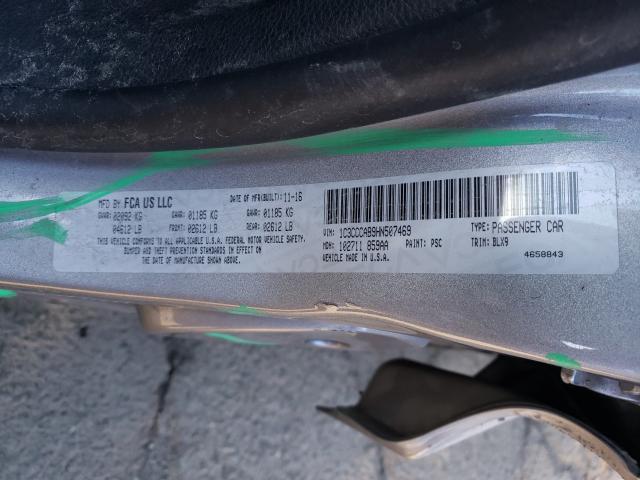 MFD BY FCA US LLC DATE OF MFR(BUILT): 11-16
GVWR: 02092 KG GAWR: 01185 KG GAWR: 01185 KG
04612 LB FRONT: 02612 LB REAR: 02612 LB
THIS VEHICLE CONFORMS TO ALL APPLICABLE U.S.A. FEDERAL MOTOR VEHICLE SAFETY,
BUMPER AND THEFT PREVENTION STANDARDS IN EFFECT ON
THE DATE OF MANUFACTURE SHOWN ABOVE.
VIN: 1C3CCCAB9HN507469 TYPE: PASSENGER CAR
MDH: 102711 059AA PAINT: PSC TRIM: BLX9
VEHICLE MADE IN U.S.A. 4658843